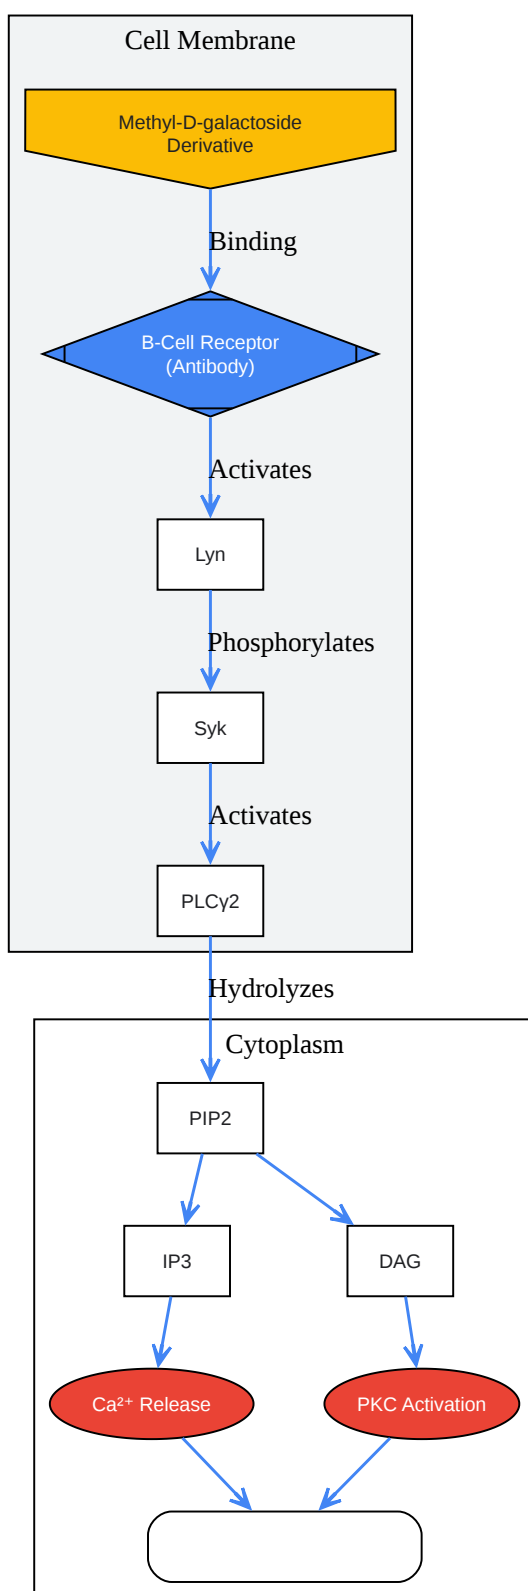 Cell Membrane
Methyl-D-galactoside
Derivative
Binding
B-Cell Receptor
(Antibody)
Activates
Lyn
Phosphorylates
Syk
Activates
PLCγ2
Hydrolyzes
Cytoplasm
PIP2
IP3
DAG
Ca²⁺ Release
PKC Activation